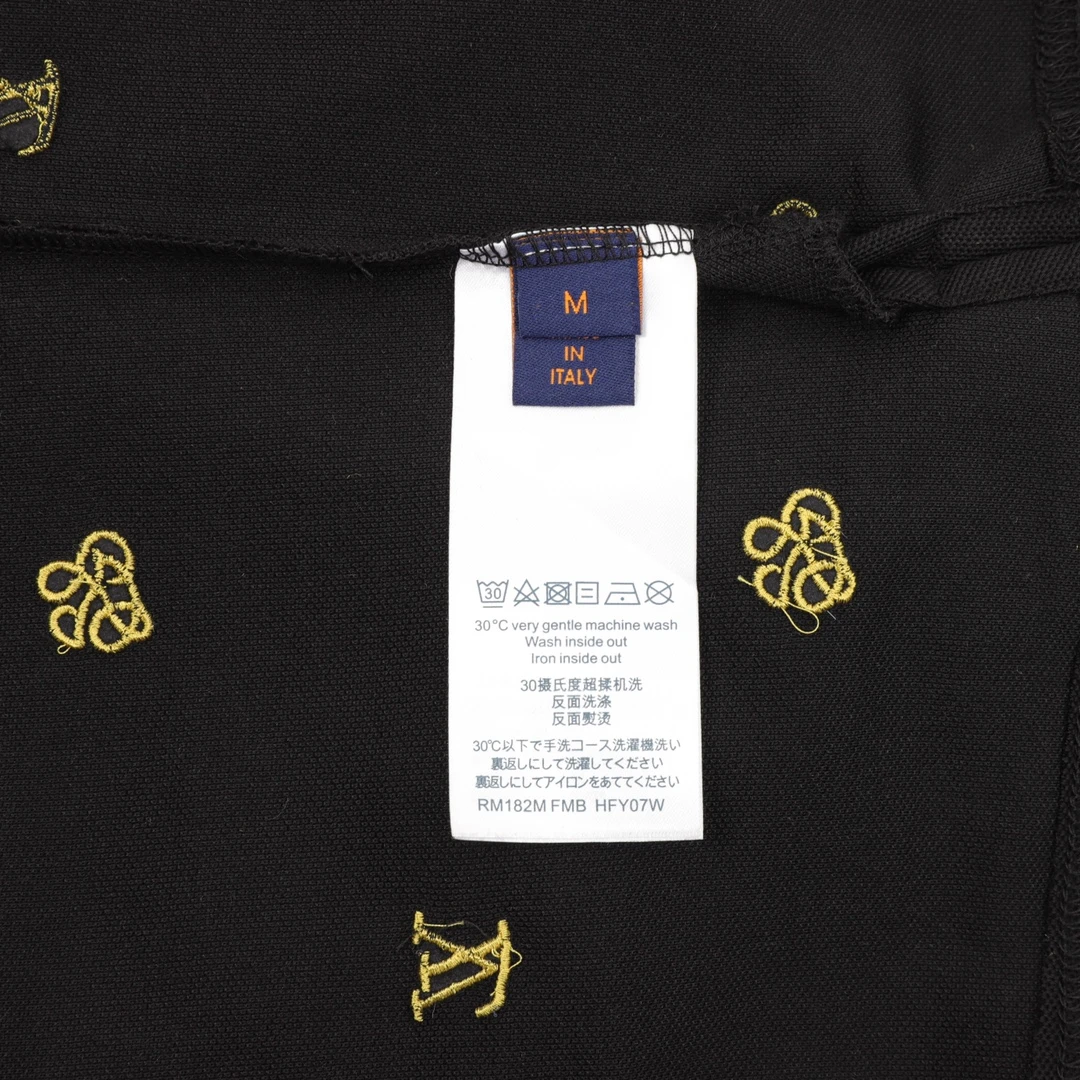 M
IN
ITALY
30
30°C very gentle machine wash
Wash inside out
Iron inside out
30摄氏度超揉机洗
反面洗涤
反面熨烫
30℃以下で手洗コース洗濯機洗い
裏返しにして洗濯してください
裏返しにしてアイロンをあててください
RM182M FMB HFY07W